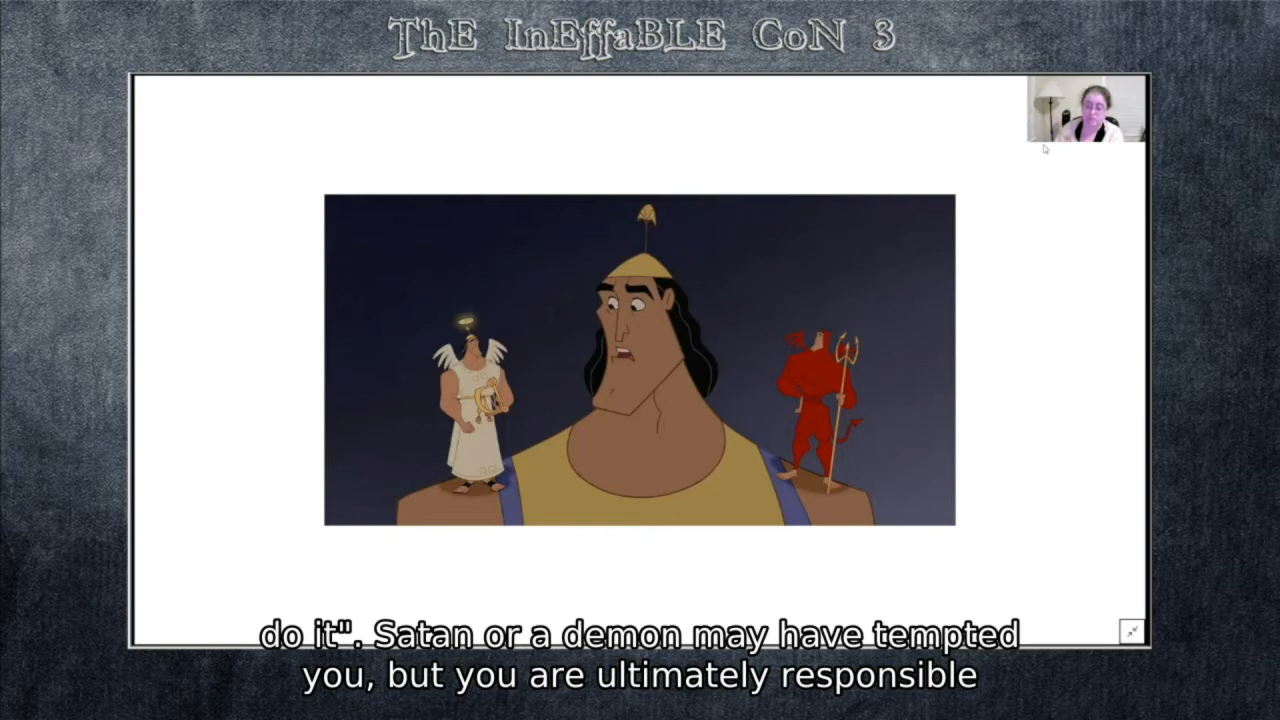 ThE InEffaBLE CoN 3
do it". Satan or a demon may have tempted
you, but you are ultimately responsible